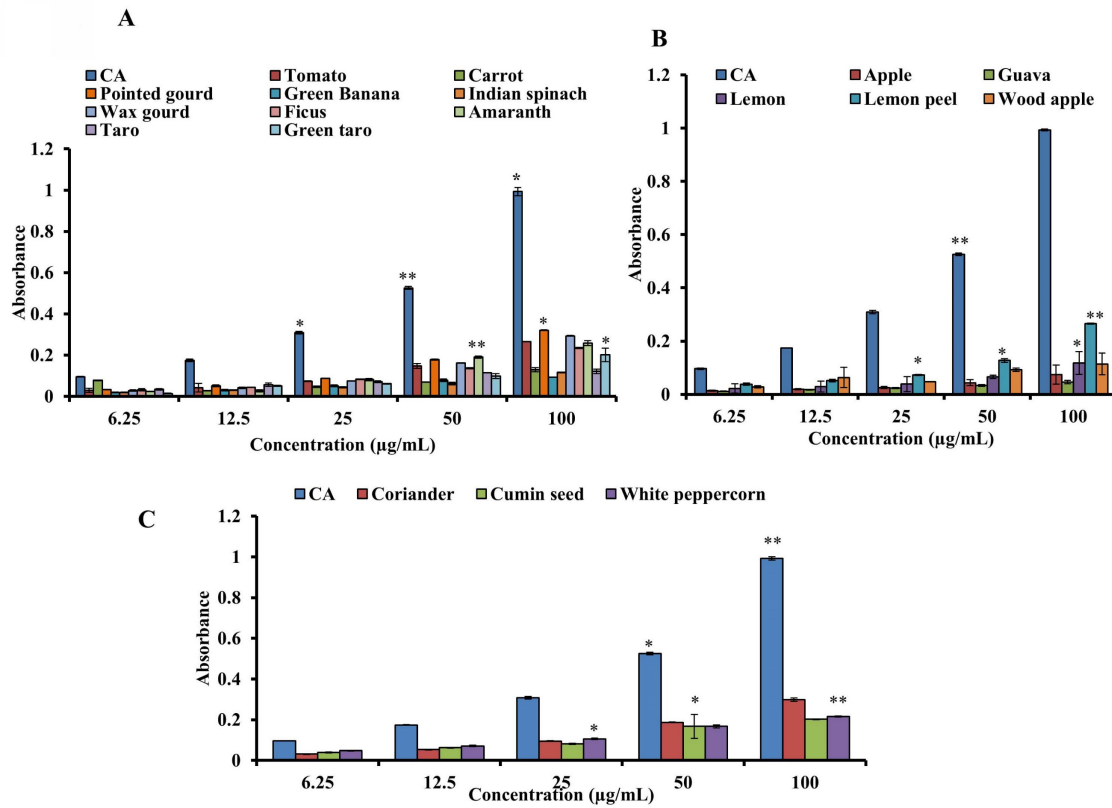 A
CA Tomato Carrot
Pointed gourd Green Banana Indian spinach
Wax gourd Ficus Amaranth
Taro Green taro
1.2
1
0.8
0.6
0.4
0.2
0
Absorbance
* ** * ** * *
6.25 12.5 25 50 100
Concentration (µg/mL)
B
CA Apple Guava
Lemon Lemon peel Wood apple
1.2
1
0.8
0.6
0.4
0.2
0
Absorbance
* ** * * **
6.25 12.5 25 50 100
Concentration (µg/mL)
C
CA Coriander Cumin seed White peppercorn
1.2
1
0.8
0.6
0.4
0.2
0
Absorbance
* * * ** **
6.25 12.5 25 50 100
Concentration (µg/mL)